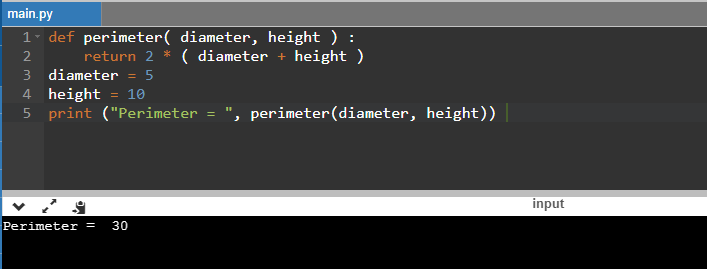 main.py
1 def perimeter( diameter, height ) :
2     return 2 * ( diameter + height )
3 diameter = 5
4 height = 10
5 print ("Perimeter = ", perimeter(diameter, height))
input
Perimeter =  30